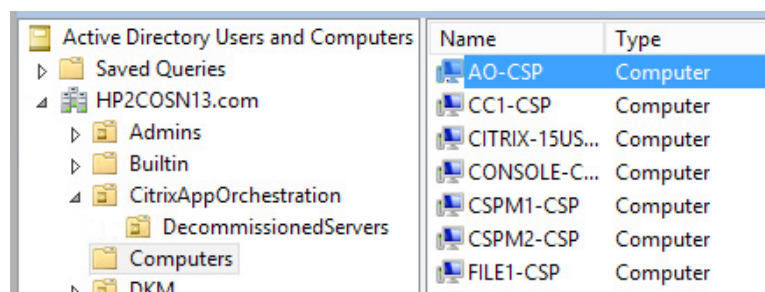 Active Directory Users and Computers
Saved Queries
HP2COSN13.com
Admins
Builtin
CitrixAppOrchestration
DecommissionedServers
Computers
DKM
Name Type
AO-CSP Computer
CC1-CSP Computer
CITRIX-15US... Computer
CONSOLE-C... Computer
CSPM1-CSP Computer
CSPM2-CSP Computer
FILE1-CSP Computer